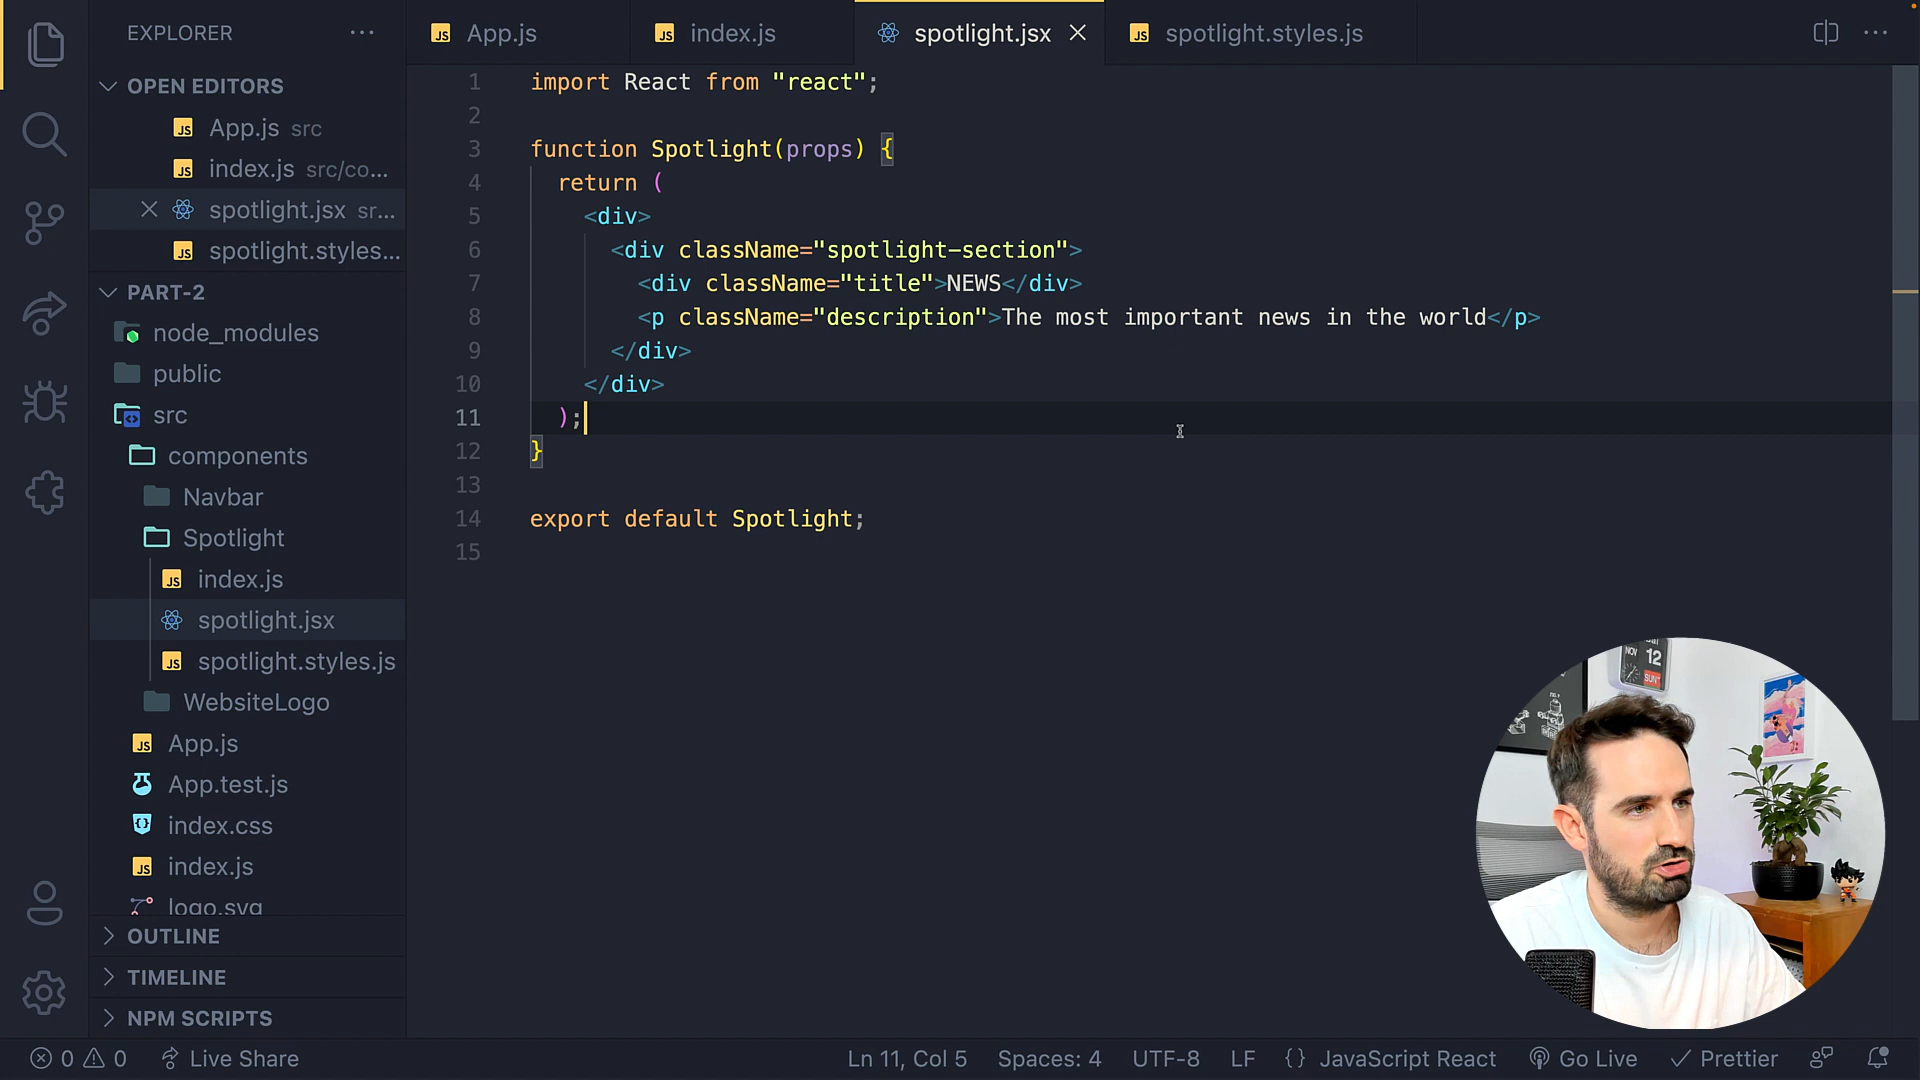 EXPLORER
App.js
index.js
spotlight.jsx
spotlight.styles.js
OPEN EDITORS
App.js src
index.js src/co...
spotlight.jsx sr...
spotlight.styles...
PART-2
node_modules
public
src
components
Navbar
Spotlight
index.js
spotlight.jsx
spotlight.styles.js
WebsiteLogo
App.js
App.test.js
index.css
index.js
logo.svg
OUTLINE
TIMELINE
NPM SCRIPTS
1 import React from "react";
2
3 function Spotlight(props) {
4 return (
5 <div>
6 <div className="spotlight-section">
7 <div className="title">NEWS</div>
8 <p className="description">The most important news in the world</p>
9 </div>
10 </div>
11 );
12 }
13
14 export default Spotlight;
15
NOV 12
SUN
0 0 Live Share
Ln 11, Col 5 Spaces: 4 UTF-8 LF {} JavaScript React Go Live Prettier